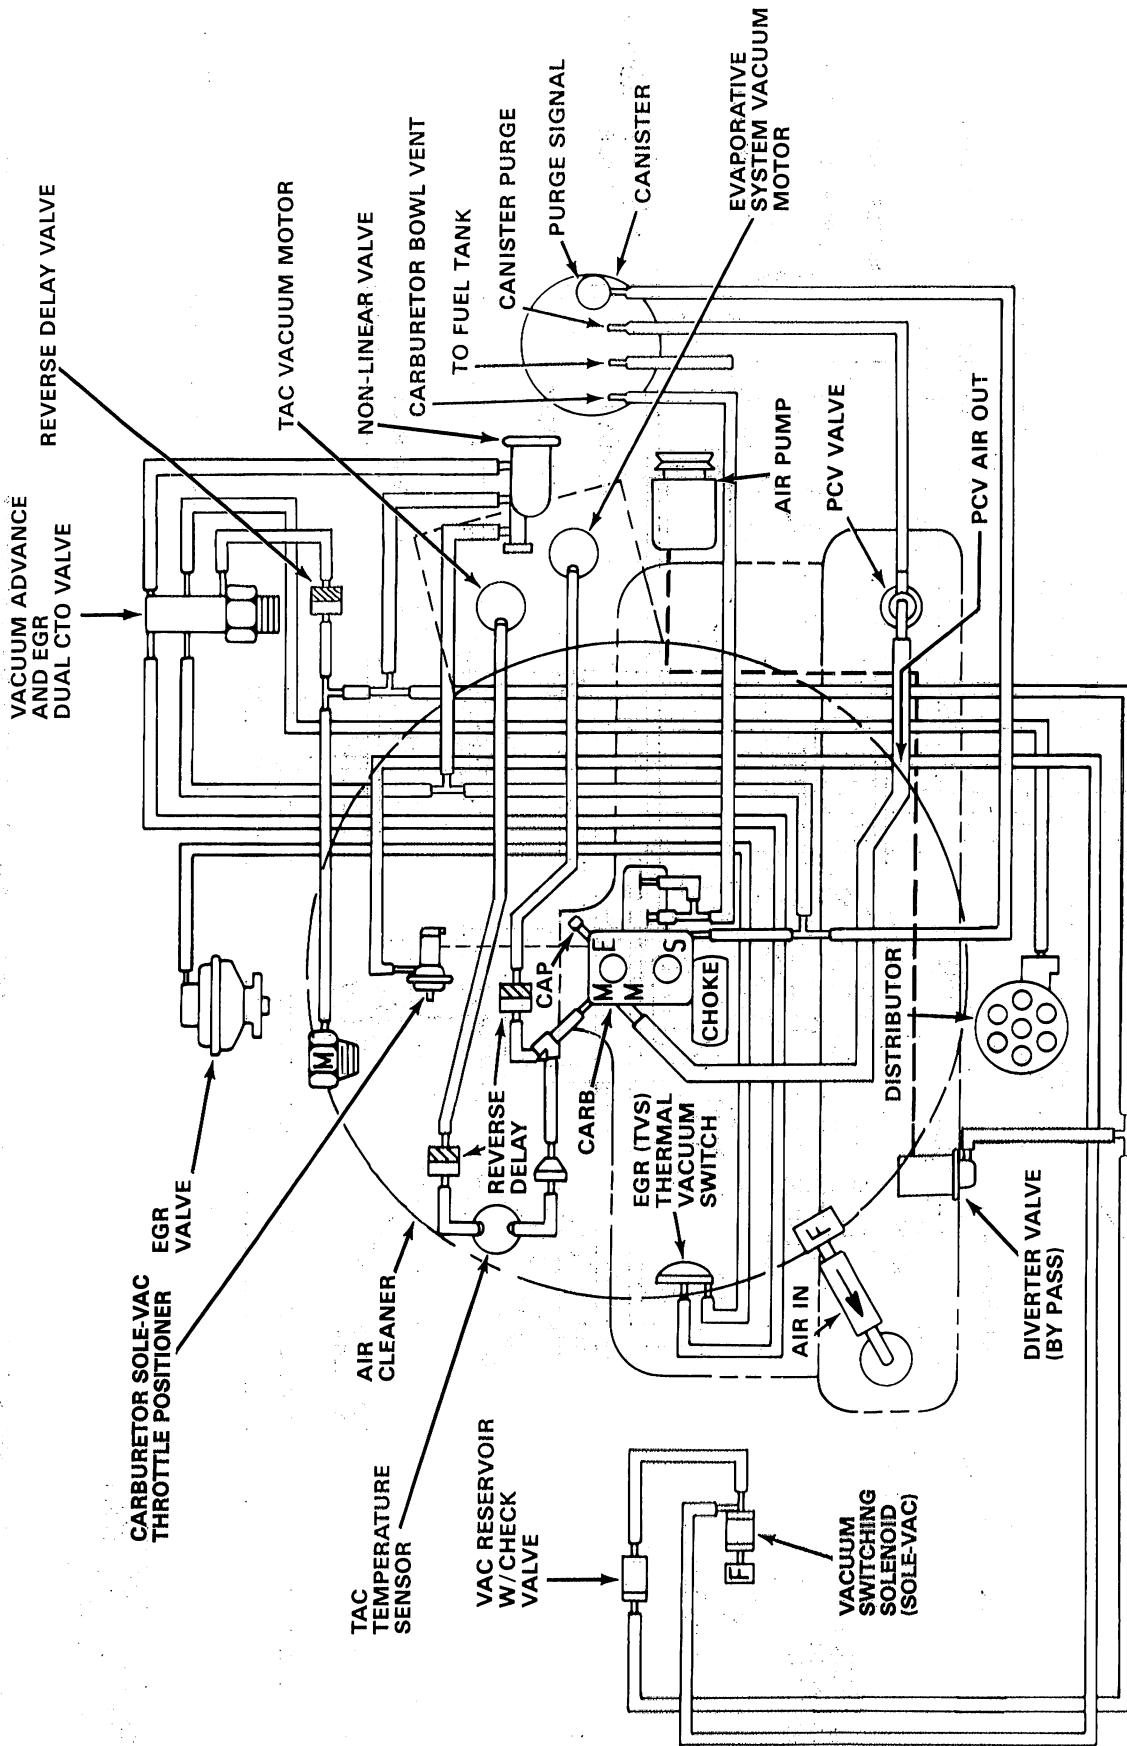 VACUUM ADVANCE
AND EGR
DUAL CTO VALVE
REVERSE DELAY VALVE
TAC VACUUM MOTOR
NON-LINEAR VALVE
CARBURETOR BOWL VENT
TO FUEL TANK
CANISTER PURGE
PURGE SIGNAL
CANISTER
EVAPORATIVE
SYSTEM VACUUM
MOTOR
AIR PUMP
PCV VALVE
PCV AIR OUT
EGR
VALVE
CARBURETOR SOLE-VAC
THROTTLE POSITIONER
M
AIR
CLEANER
TAC
TEMPERATURE
SENSOR
REVERSE
DELAY
CAP
CARB
M
E
M
S
CHOKE
EGR (TVS)
THERMAL
VACUUM
SWITCH
DISTRIBUTOR
AIR IN
F
DIVERTER VALVE
(BY PASS)
VAC RESERVOIR
W/CHECK
VALVE
F
VACUUM
SWITCHING
SOLENOID
(SOLE-VAC)